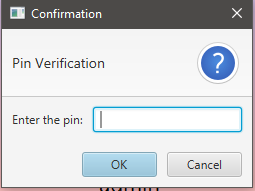 Confirmation
Pin Verification
?
Enter the pin:
OK
Cancel